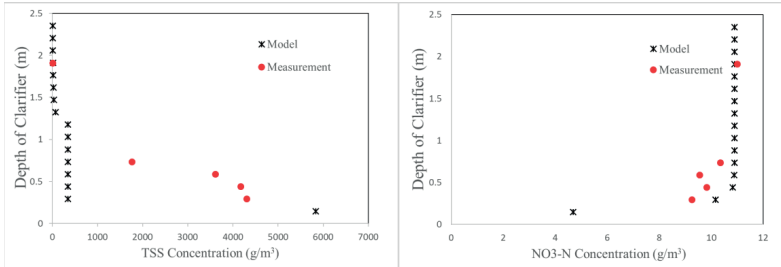 2.5
2
1.5
1
0.5
0
0 1000 2000 3000 4000 5000 6000 7000
Depth of Clarifier (m)
TSS Concentration (g/m³)
Model
Measurement
2.5
2
1.5
1
0.5
0
0 2 4 6 8 10 12
Depth of Clarifier (m)
NO3-N Concentration (g/m³)
Model
Measurement